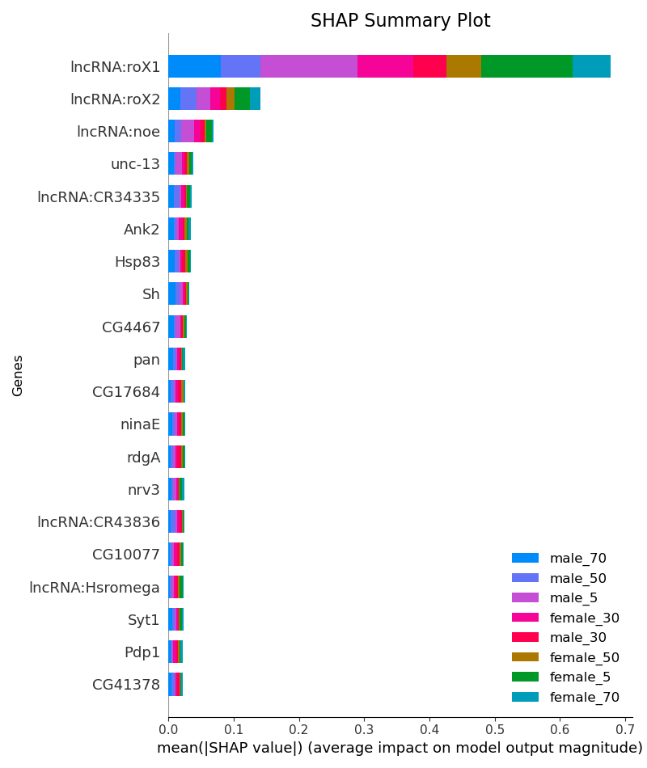 SHAP Summary Plot
Genes
lncRNA:roX1
lncRNA:roX2
lncRNA:noe
unc-13
lncRNA:CR34335
Ank2
Hsp83
Sh
CG4467
pan
CG17684
ninaE
rdgA
nrv3
lncRNA:CR43836
CG10077
lncRNA:Hsromega
Syt1
Pdp1
CG41378
male_70
male_50
male_5
female_30
male_30
female_50
female_5
female_70
0.0 0.1 0.2 0.3 0.4 0.5 0.6 0.7
mean(|SHAP value|) (average impact on model output magnitude)